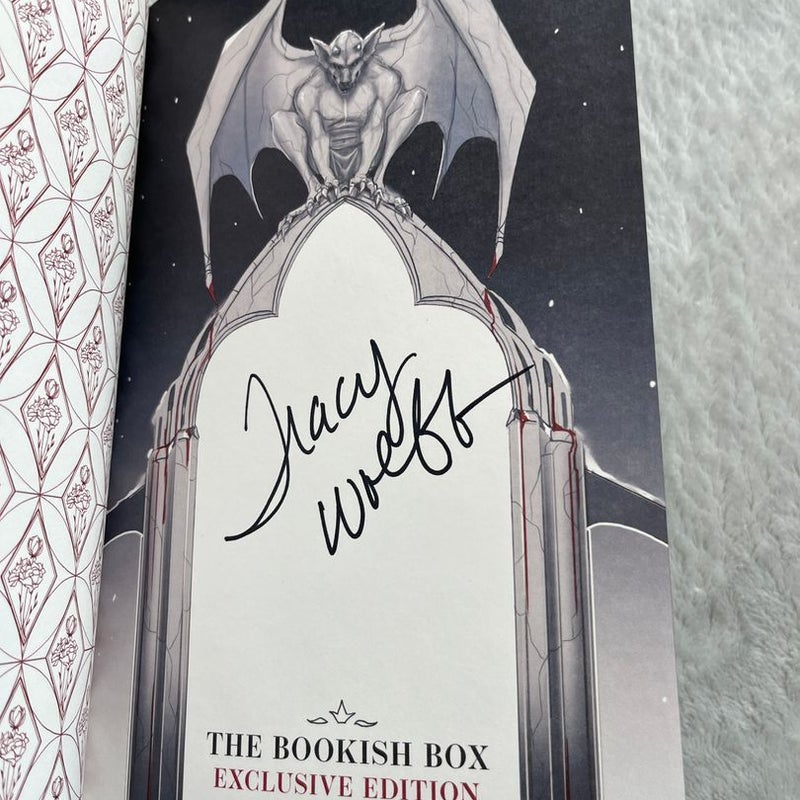 Tracy
Wolff
THE BOOKISH BOX
EXCLUSIVE EDITION